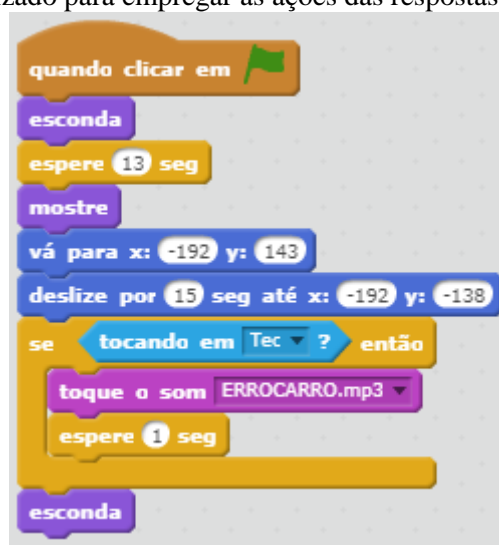 izado para empregar as ações das respostas
quando clicar em
esconda
espere 13 seg
mostre
vá para x: -192 y: 143
deslize por 15 seg até x: -192 y: -138
se tocando em Tec ? então
toque o som ERROCARRO.mp3
espere 1 seg
esconda